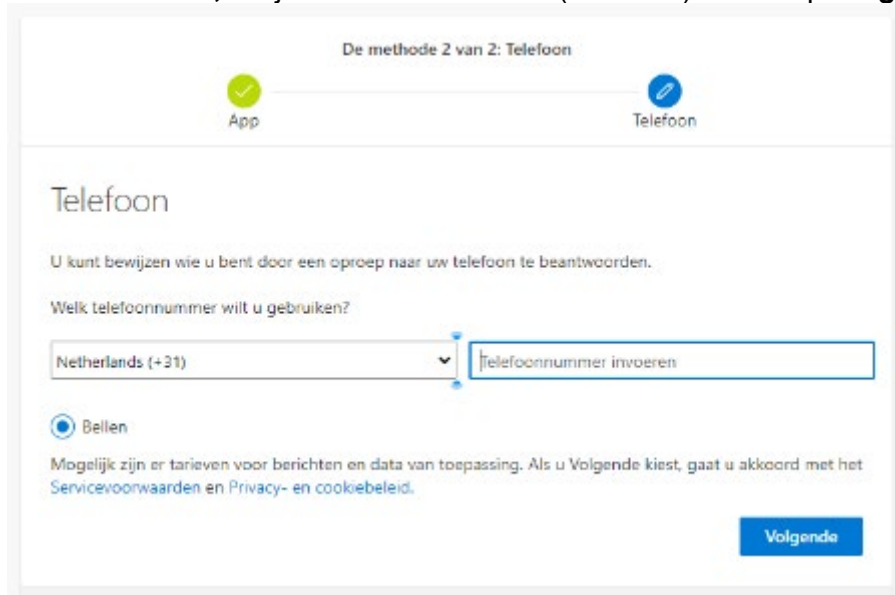 De methode 2 van 2: Telefoon
App
Telefoon
Telefoon
U kunt bewijzen wie u bent door een oproep naar uw telefoon te beantwoorden.
Welk telefoonnummer wilt u gebruiken?
Netherlands (+31)
Telefoonnummer invoeren
Bellen
Mogelijk zijn er tarieven voor berichten en data van toepassing. Als u Volgende kiest, gaat u akkoord met het
Servicevoorwaarden en Privacy- en cookiebeleid.
Volgende